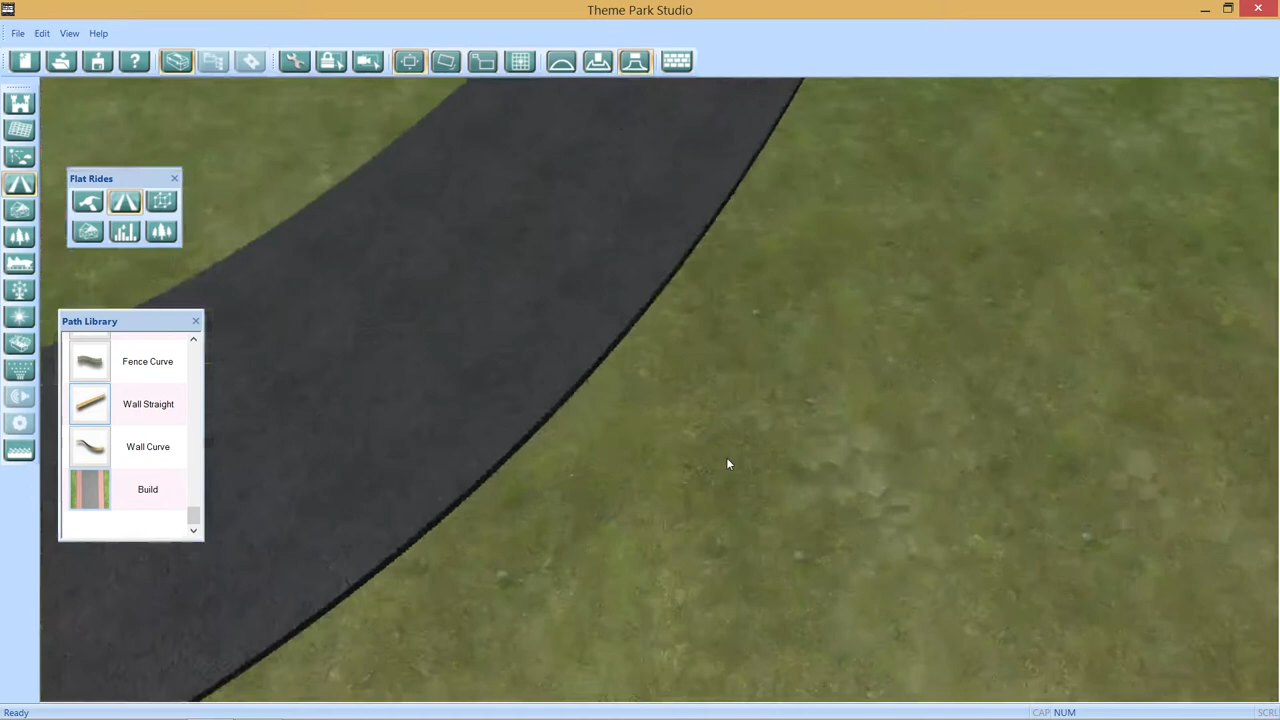 Theme Park Studio
File Edit View Help
Flat Rides
Path Library
Fence Curve
Wall Straight
Wall Curve
Build
Ready
CAP NUM SCRL